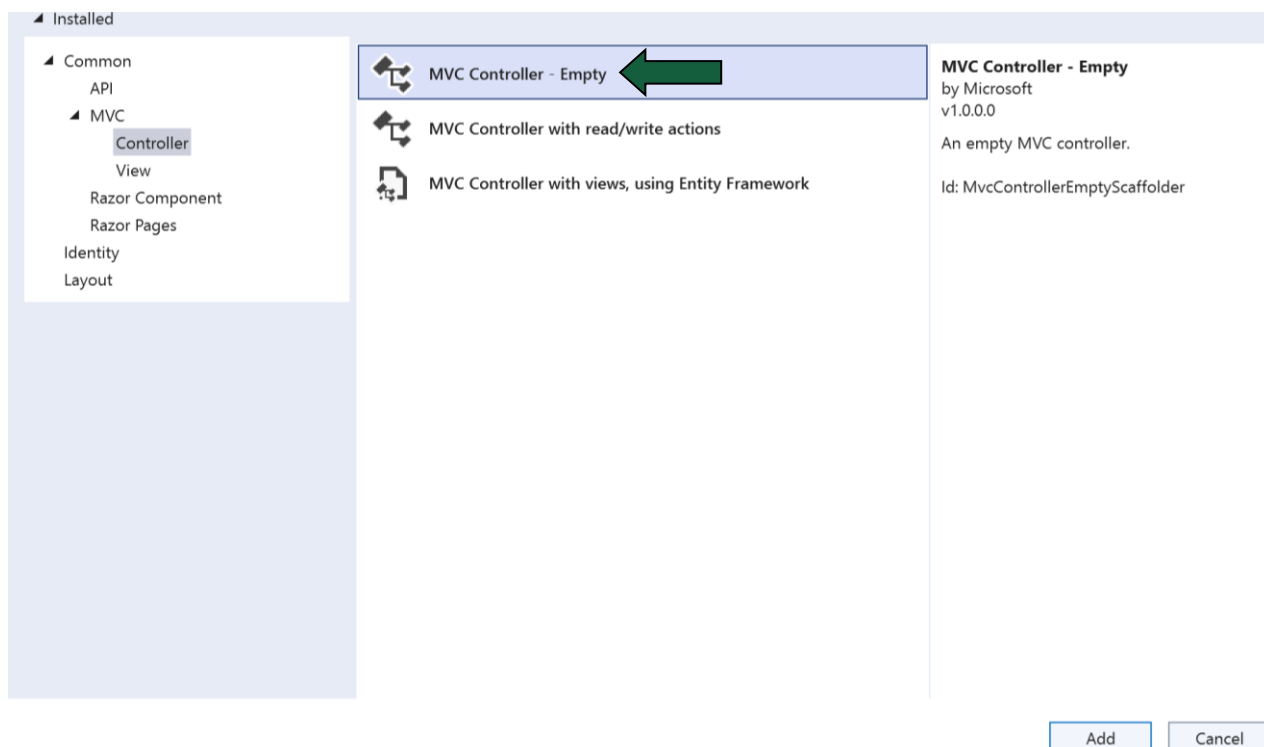 Installed
Common
API
MVC
Controller
View
Razor Component
Razor Pages
Identity
Layout
MVC Controller - Empty
MVC Controller with read/write actions
MVC Controller with views, using Entity Framework
MVC Controller - Empty
by Microsoft
v1.0.0.0
An empty MVC controller.
Id: MvcControllerEmptyScaffolder
Add
Cancel